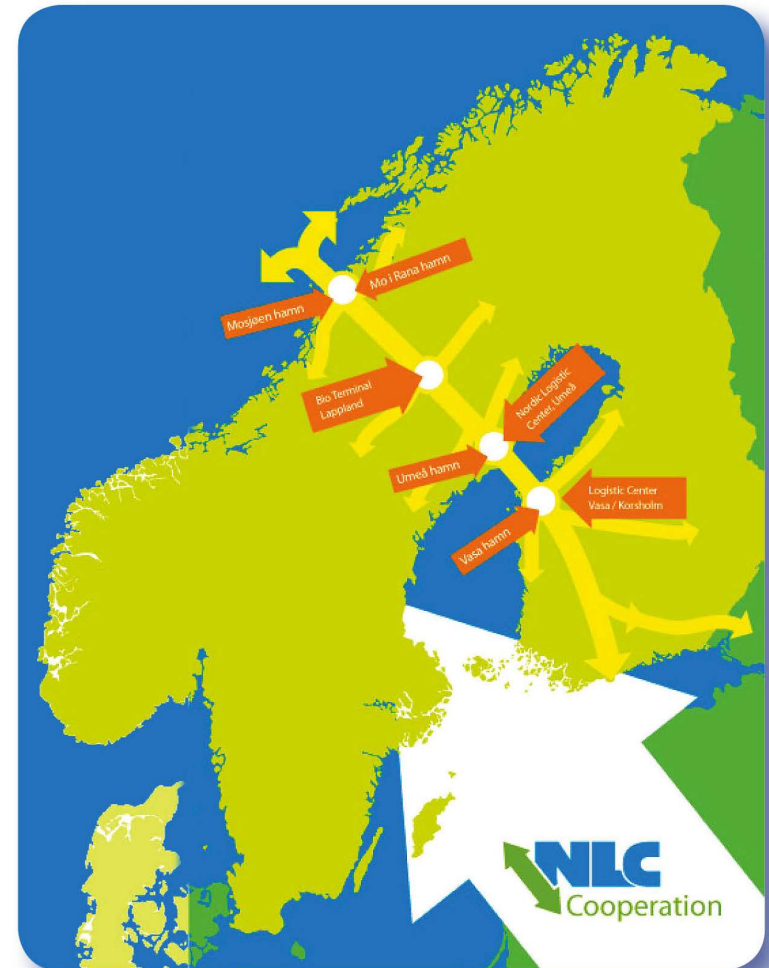 Mo i Rana hamn
Mosjøen hamn
Bio Terminal
Lappland
Nordic Logistic
Center, Umeå
Umeå hamn
Logistic Center
Vasa / Korsholm
Vasa hamn
NLC
Cooperation